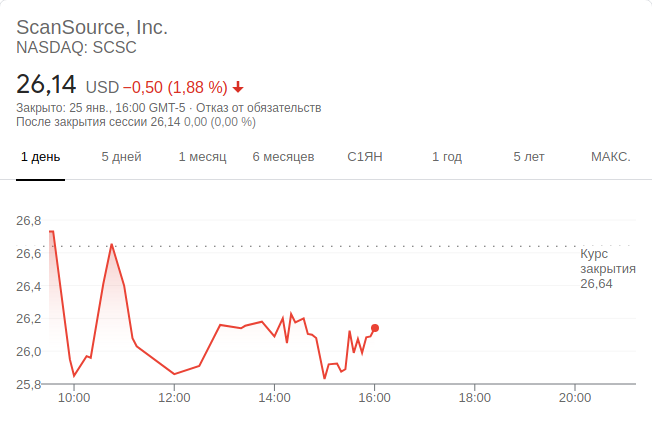 ScanSource, Inc.
NASDAQ: SCSC
26,14 USD −0,50 (1,88 %)
Закрыто: 25 янв., 16:00 GMT-5 · Отказ от обязательств
После закрытия сессии 26,14 0,00 (0,00 %)
1 день 5 дней 1 месяц 6 месяцев С1ЯН 1 год 5 лет МАКС.
26,8
26,6
26,4
26,2
26,0
25,8
Курс
закрытия
26,64
10:00 12:00 14:00 16:00 18:00 20:00